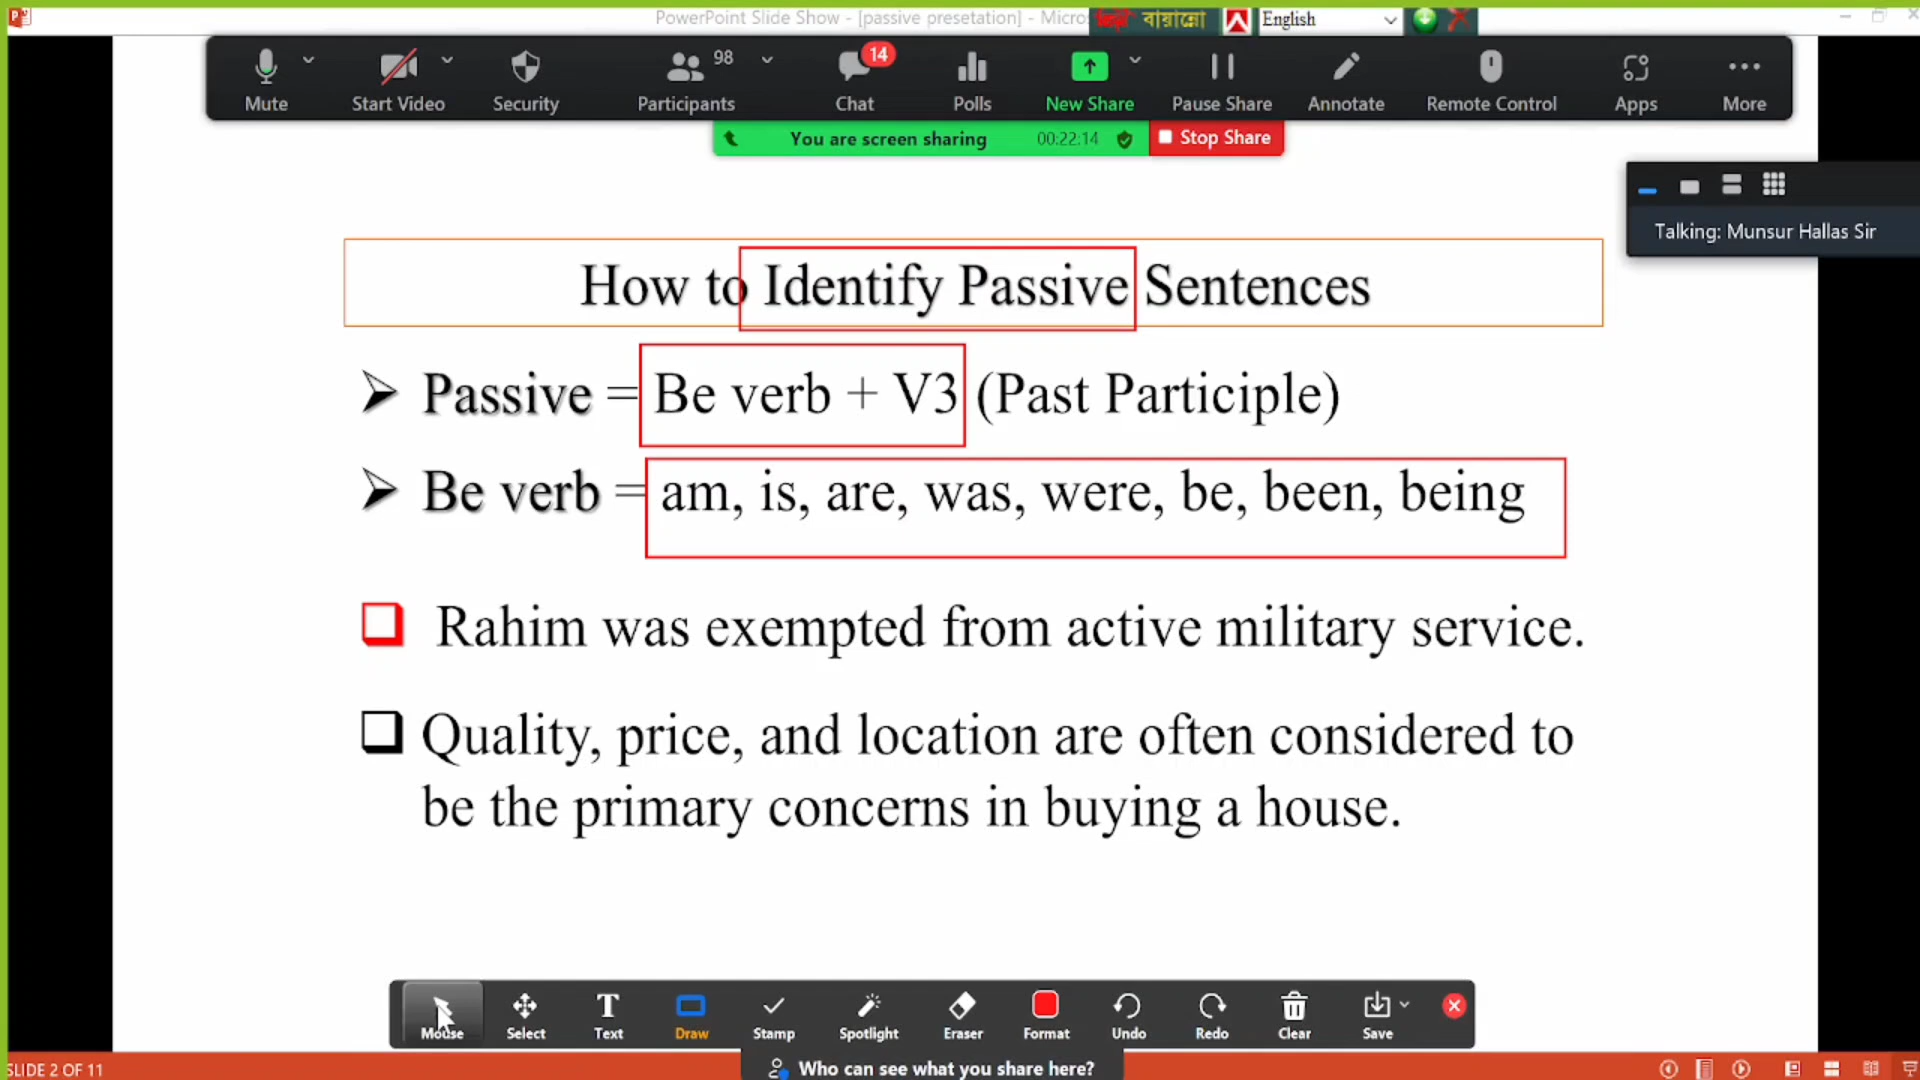 PowerPoint Slide Show - [passive presetation] - Micros
বায়ান্নো
English
Mute
Start Video
Security
98
Participants
14
Chat
Polls
New Share
Pause Share
Annotate
Remote Control
Apps
More
You are screen sharing 00:22:14 Stop Share
Talking: Munsur Hallas Sir
How to Identify Passive Sentences
Passive = Be verb + V3 (Past Participle)
Be verb = am, is, are, was, were, be, been, being
Rahim was exempted from active military service.
Quality, price, and location are often considered to
be the primary concerns in buying a house.
Mouse
Select
Text
Draw
Stamp
Spotlight
Eraser
Format
Undo
Redo
Clear
Save
Who can see what you share here?
SLIDE 2 OF 11